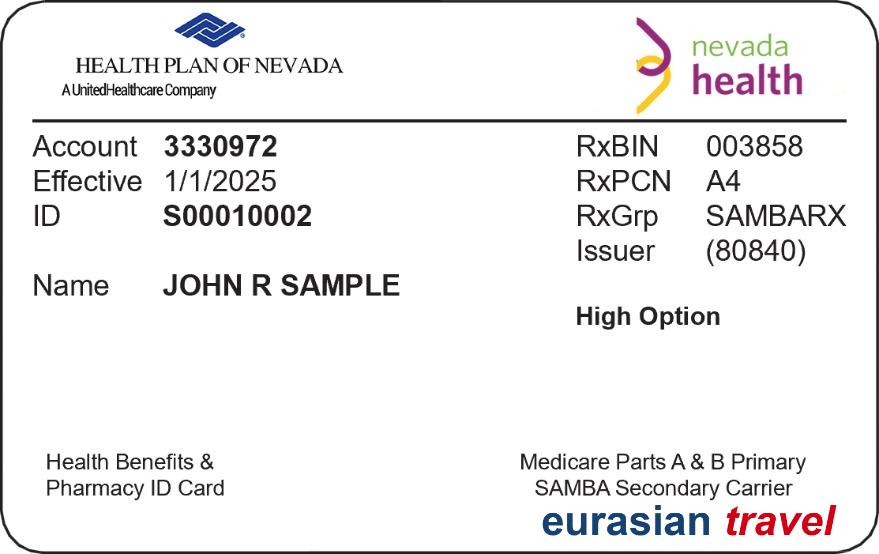 HEALTH PLAN OF NEVADA
A UnitedHealthcare Company
nevada
health
Account 3330972
Effective 1/1/2025
ID S00010002
Name JOHN R SAMPLE
RxBIN 003858
RxPCN A4
RxGrp SAMBARX
Issuer (80840)
High Option
Health Benefits &
Pharmacy ID Card
Medicare Parts A & B Primary
SAMBA Secondary Carrier
eurasian travel